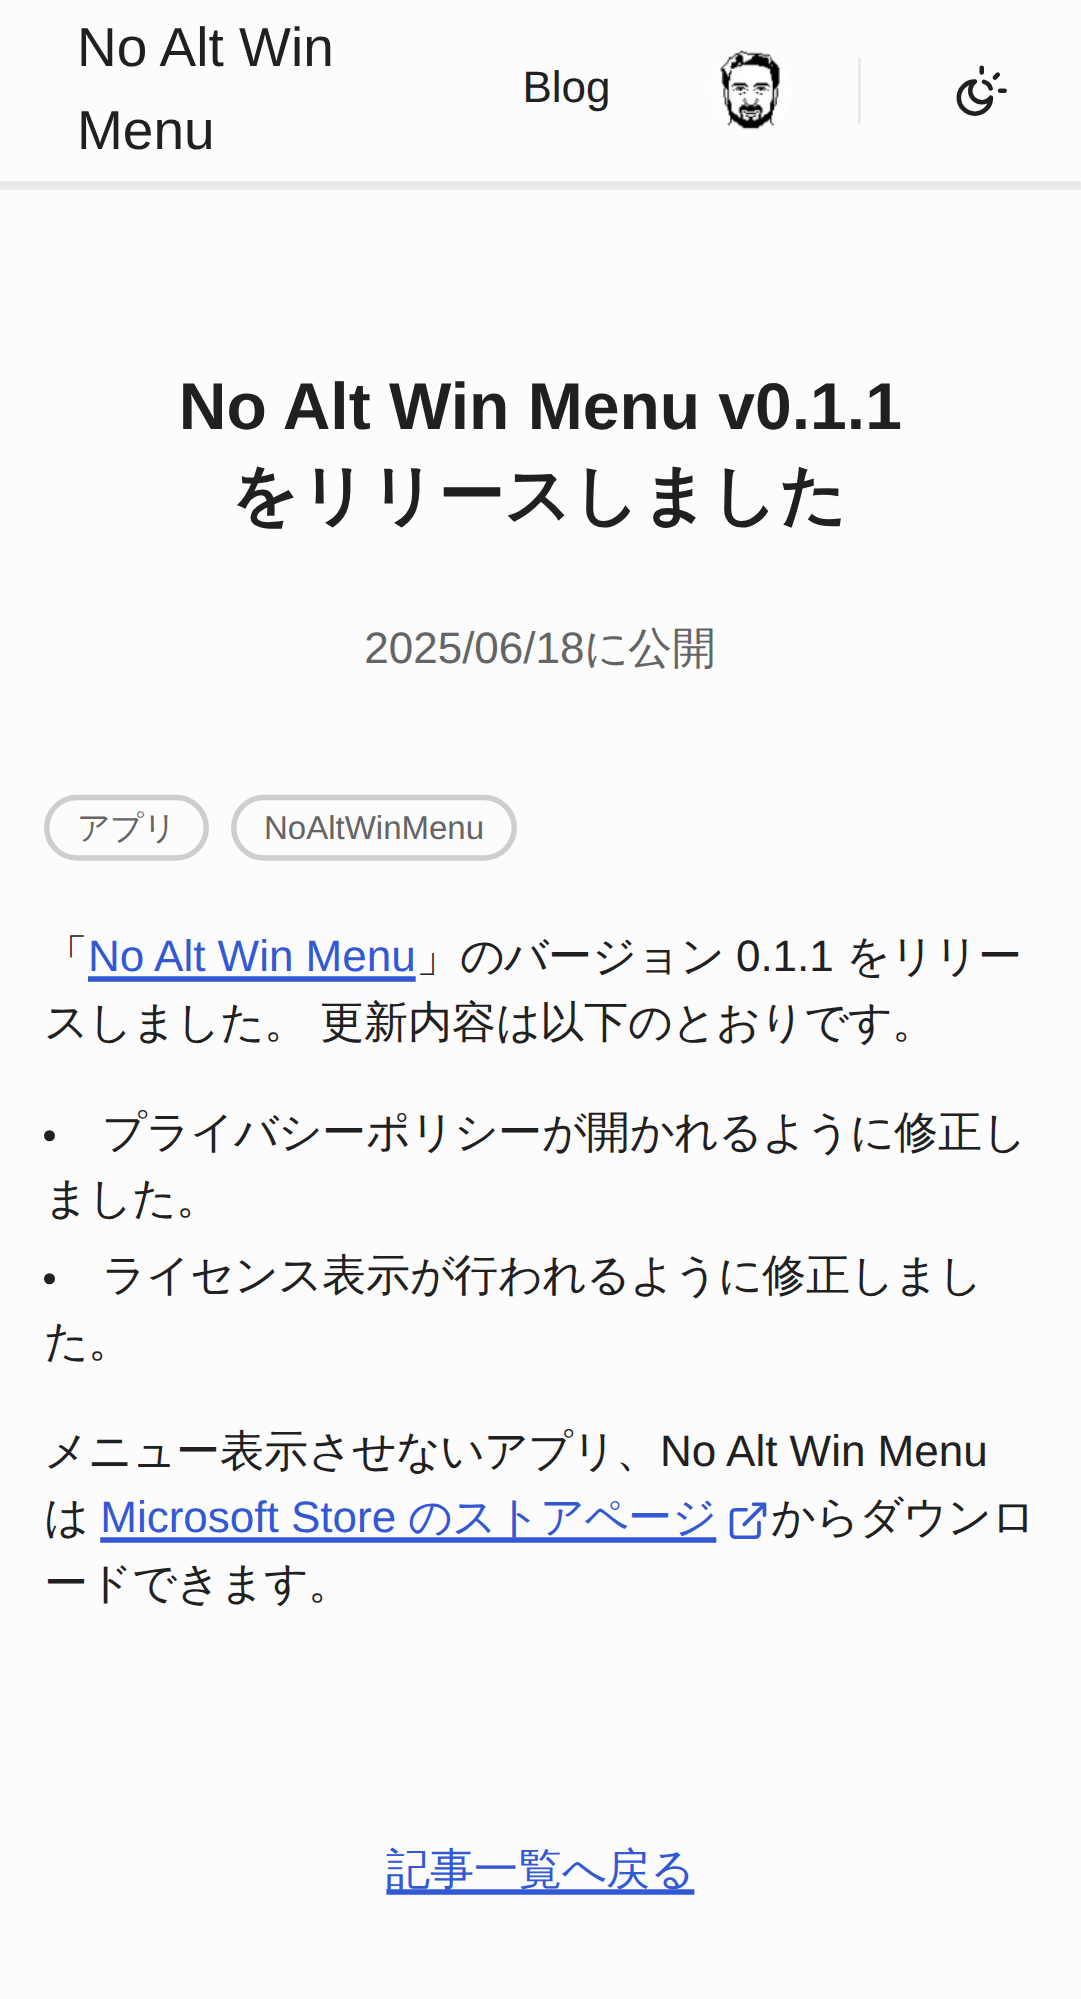 No Alt Win
Menu
Blog
No Alt Win Menu v0.1.1
をリリースしました
2025/06/18に公開
アプリ
NoAltWinMenu
「No Alt Win Menu」のバージョン 0.1.1 をリリー
スしました。 更新内容は以下のとおりです。
• プライバシーポリシーが開かれるように修正し
ました。
• ライセンス表示が行われるように修正しまし
た。
メニュー表示させないアプリ、No Alt Win Menu
は Microsoft Store のストアページ からダウンロ
ードできます。
記事一覧へ戻る